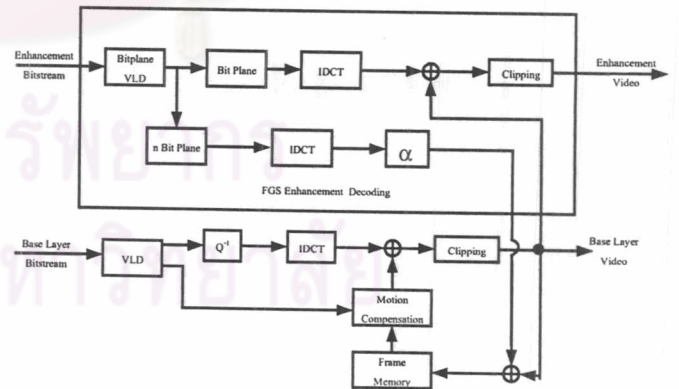 Enhancement
Bitstream
Bitplane
VLD
Bit Plane
IDCT
Clipping
Enhancement
Video
n Bit Plane
IDCT
α
FGS Enhancement Decoding
Base Layer
Bitstream
VLD
Q⁻¹
IDCT
Clipping
Base Layer
Video
Motion
Compensation
Frame
Memory